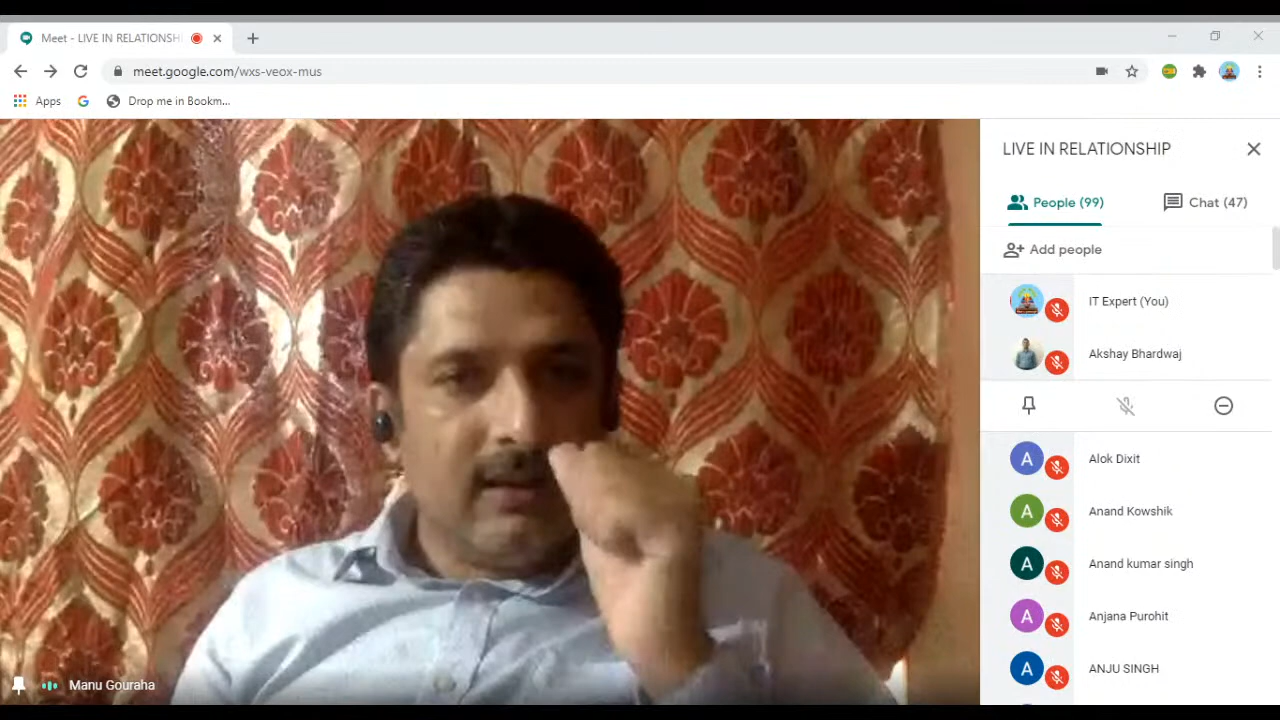 Meet - LIVE IN RELATIONSH
meet.google.com/wxs-veox-mus
Apps
Drop me in Bookm...
LIVE IN RELATIONSHIP
People (99)
Chat (47)
Add people
IT Expert (You)
Akshay Bhardwaj
A Alok Dixit
A Anand Kowshik
A Anand kumar singh
A Anjana Purohit
A ANJU SINGH
Manu Gouraha